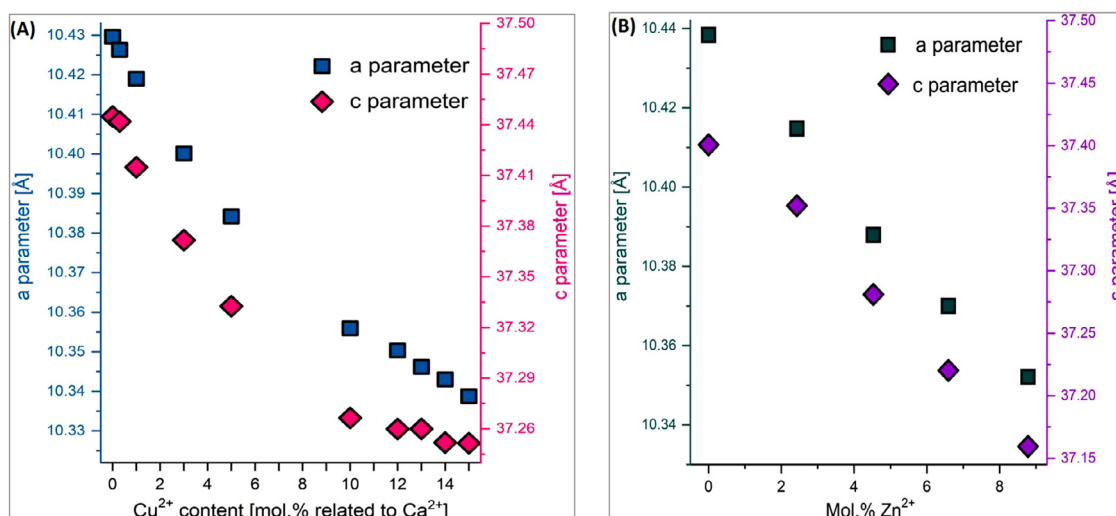 (A)
a parameter
c parameter
a parameter [Å]
10.43
10.42
10.41
10.40
10.39
10.38
10.37
10.36
10.35
10.34
10.33
0 2 4 6 8 10 12 14
Cu²⁺ content [mol.% related to Ca²⁺]
37.50
37.47
37.44
37.41
37.38
37.35
37.32
37.29
37.26
c parameter [Å]
(B)
a parameter
c parameter
a parameter [Å]
10.44
10.42
10.40
10.38
10.36
10.34
0 2 4 6 8
Mol.% Zn²⁺
37.50
37.45
37.40
37.35
37.30
37.25
37.20
37.15
c parameter [Å]